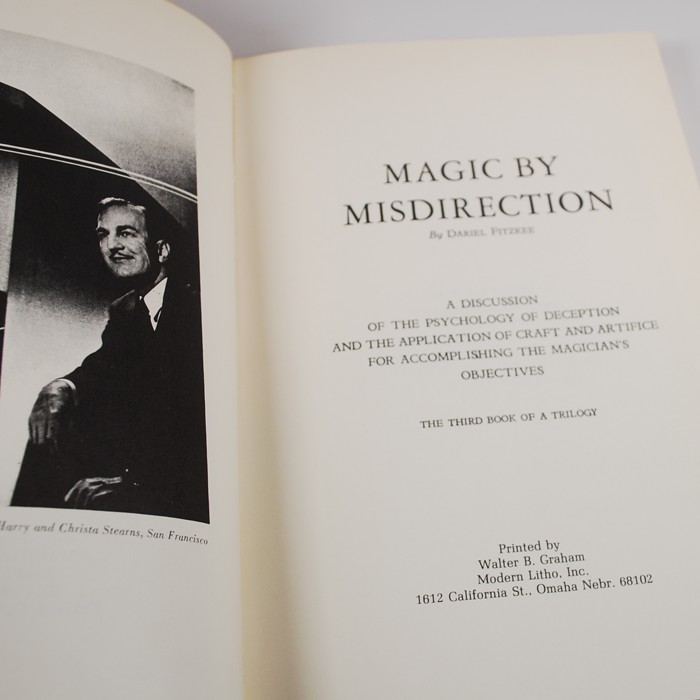 Harry and Christa Stearns, San Francisco
MAGIC BY
MISDIRECTION
By DARIEL FITZKEE
A DISCUSSION
OF THE PSYCHOLOGY OF DECEPTION
AND THE APPLICATION OF CRAFT AND ARTIFICE
FOR ACCOMPLISHING THE MAGICIAN'S
OBJECTIVES
THE THIRD BOOK OF A TRILOGY
Printed by
Walter B. Graham
Modern Litho, Inc.
1612 California St., Omaha Nebr. 68102